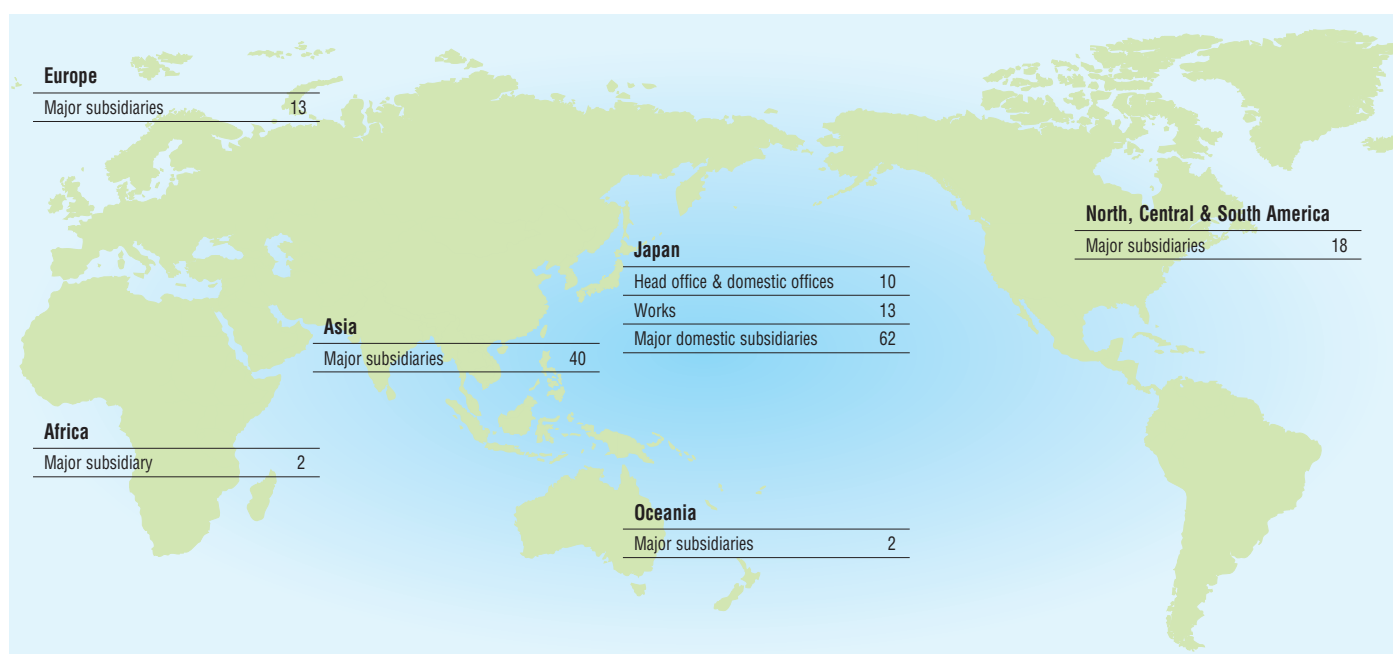 Europe
Major subsidiaries 13
North, Central & South America
Major subsidiaries 18
Japan
Head office & domestic offices 10
Works 13
Major domestic subsidiaries 62
Asia
Major subsidiaries 40
Africa
Major subsidiary 2
Oceania
Major subsidiaries 2